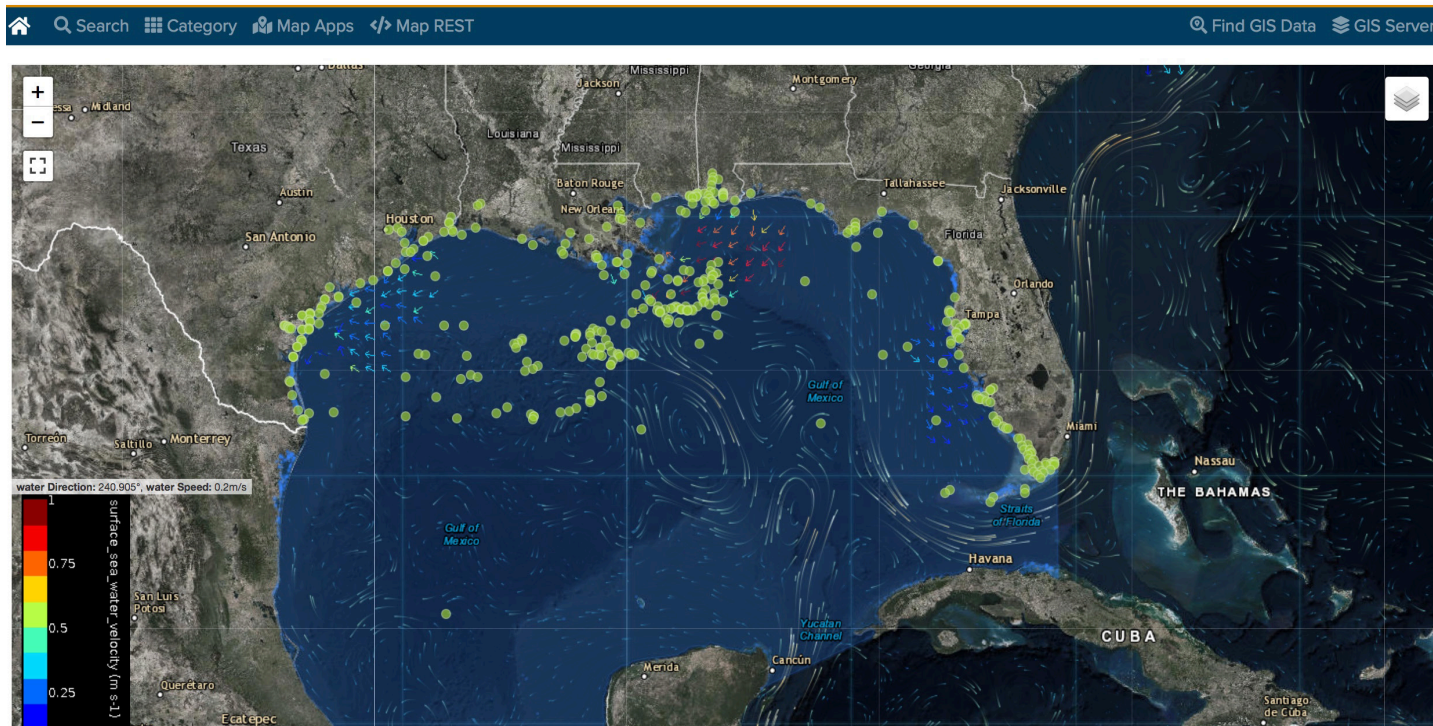 Search Category Map Apps </> Map REST Find GIS Data GIS Server
Dallas
Mississippi
Georgia
+
Jackson
Montgomery
essa
Midland
−
Louisiana
Texas
Mississippi
Baton Rouge
Tallahassee
Austin
Jacksonville
New Orleans
Houston
San Antonio
Florida
Orlando
Tampa
Gulf of
Mexico
Miami
Torreón
Saltillo
Monterrey
Nassau
water Direction: 240.905°, water Speed: 0.2m/s
THE BAHAMAS
1
surface_sea_water_velocity (m s-1)
Straits
of Florida
Gulf of
Mexico
0.75
Havana
San Luis
Potosí
0.5
Yucatan
Channel
CUBA
Merida
Cancún
Querétaro
0.25
Santiago
de Cuba
Ecatepec